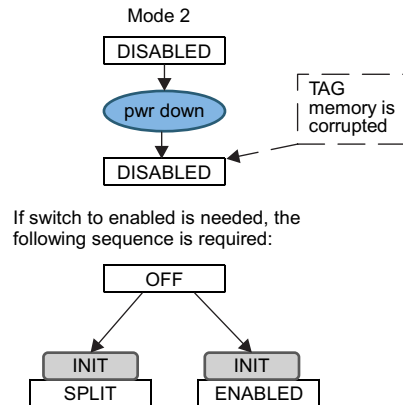 Mode 2
DISABLED
pwr down
TAG
memory is
corrupted
DISABLED
If switch to enabled is needed, the
following sequence is required:
OFF
INIT INIT
SPLIT ENABLED